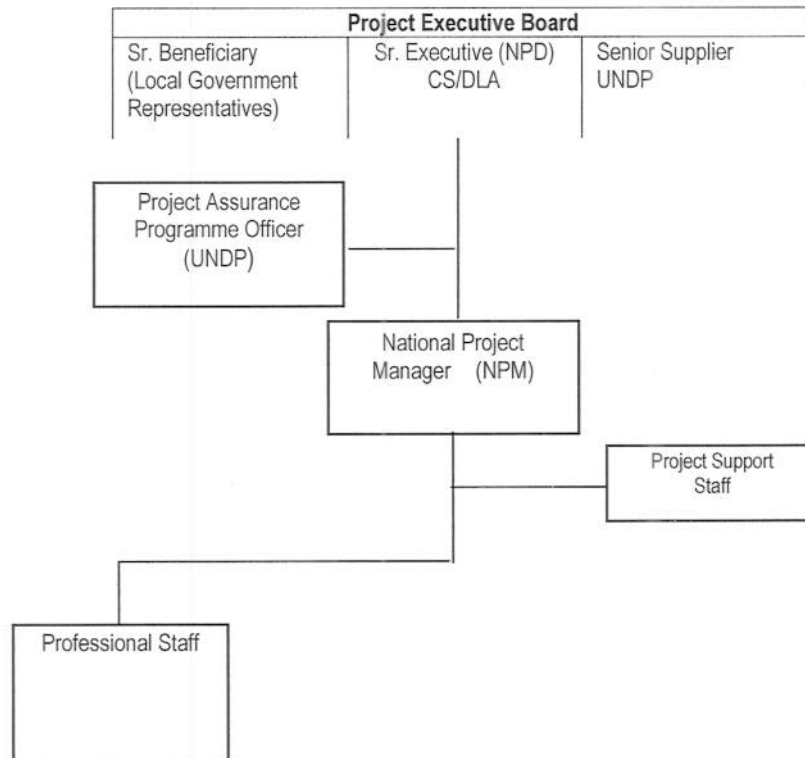 Project Executive Board
Sr. Beneficiary
(Local Government
Representatives)
Sr. Executive (NPD)
CS/DLA
Senior Supplier
UNDP
Project Assurance
Programme Officer
(UNDP)
National Project
Manager (NPM)
Project Support
Staff
Professional Staff